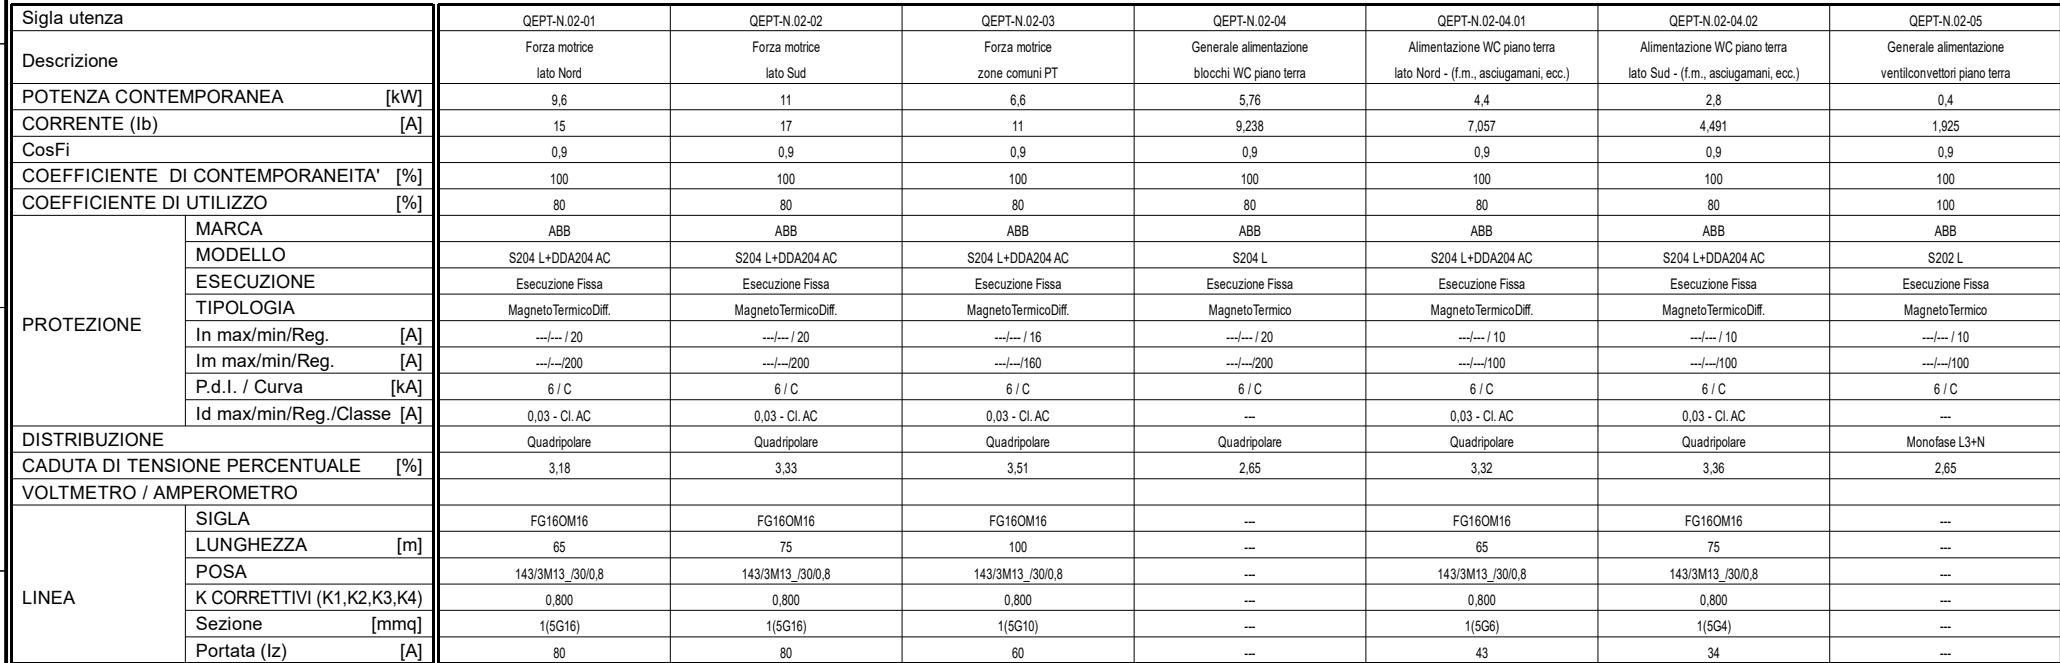 Sigla utenza QEPT-N.02-01 QEPT-N.02-02 QEPT-N.02-03 QEPT-N.02-04 QEPT-N.02-04.01 QEPT-N.02-04.02 QEPT-N.02-05
Descrizione
Forza motrice Forza motrice Forza motrice Generale alimentazione Alimentazione WC piano terra Alimentazione WC piano terra Generale alimentazione
lato Nord lato Sud zone comuni PT blocchi WC piano terra lato Nord - (f.m., asciugamani, ecc.) lato Sud - (f.m., asciugamani, ecc.) ventilconvettori piano terra
POTENZA CONTEMPORANEA [kW] 9,6 11 6,6 5,76 4,4 2,8 0,4
CORRENTE (Ib) [A] 15 17 11 9,238 7,057 4,491 1,925
CosFi 0,9 0,9 0,9 0,9 0,9 0,9 0,9
COEFFICIENTE DI CONTEMPORANEITA' [%] 100 100 100 100 100 100 100
COEFFICIENTE DI UTILIZZO [%] 80 80 80 80 80 80 100
PROTEZIONE
MARCA ABB ABB ABB ABB ABB ABB ABB
MODELLO S204 L+DDA204 AC S204 L+DDA204 AC S204 L+DDA204 AC S204 L S204 L+DDA204 AC S204 L+DDA204 AC S202 L
ESECUZIONE Esecuzione Fissa Esecuzione Fissa Esecuzione Fissa Esecuzione Fissa Esecuzione Fissa Esecuzione Fissa Esecuzione Fissa
TIPOLOGIA MagnetoTermicoDiff. MagnetoTermicoDiff. MagnetoTermicoDiff. MagnetoTermico MagnetoTermicoDiff. MagnetoTermicoDiff. MagnetoTermico
In max/min/Reg. [A] ---/--- / 20 ---/--- / 20 ---/--- / 16 ---/--- / 20 ---/--- / 10 ---/--- / 10 ---/--- / 10
Im max/min/Reg. [A] ---/---/200 ---/---/200 ---/---/160 ---/---/200 ---/---/100 ---/---/100 ---/---/100
P.d.I. / Curva [kA] 6 / C 6 / C 6 / C 6 / C 6 / C 6 / C 6 / C
Id max/min/Reg./Classe [A] 0,03 - Cl. AC 0,03 - Cl. AC 0,03 - Cl. AC --- 0,03 - Cl. AC 0,03 - Cl. AC ---
DISTRIBUZIONE Quadripolare Quadripolare Quadripolare Quadripolare Quadripolare Quadripolare Monofase L3+N
CADUTA DI TENSIONE PERCENTUALE [%] 3,18 3,33 3,51 2,65 3,32 3,36 2,65
VOLTMETRO / AMPEROMETRO
LINEA
SIGLA FG16OM16 FG16OM16 FG16OM16 --- FG16OM16 FG16OM16 ---
LUNGHEZZA [m] 65 75 100 --- 65 75 ---
POSA 143/3M13_/30/0,8 143/3M13_/30/0,8 143/3M13_/30/0,8 --- 143/3M13_/30/0,8 143/3M13_/30/0,8 ---
K CORRETTIVI (K1,K2,K3,K4) 0,800 0,800 0,800 --- 0,800 0,800 ---
Sezione [mmq] 1(5G16) 1(5G16) 1(5G10) --- 1(5G6) 1(5G4) ---
Portata (Iz) [A] 80 80 60 --- 43 34 ---